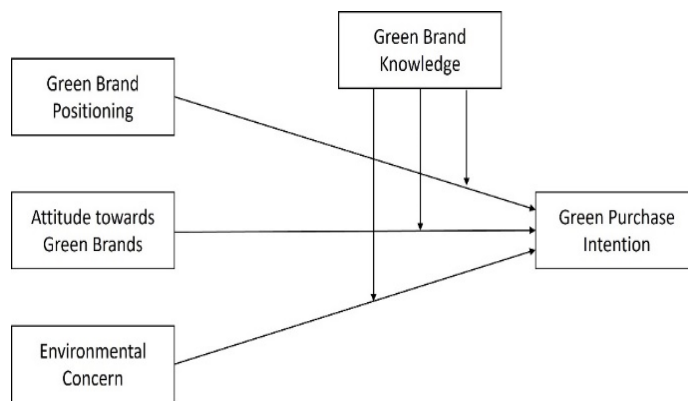 Green Brand
Knowledge
Green Brand
Positioning
Attitude towards
Green Brands
Green Purchase
Intention
Environmental
Concern